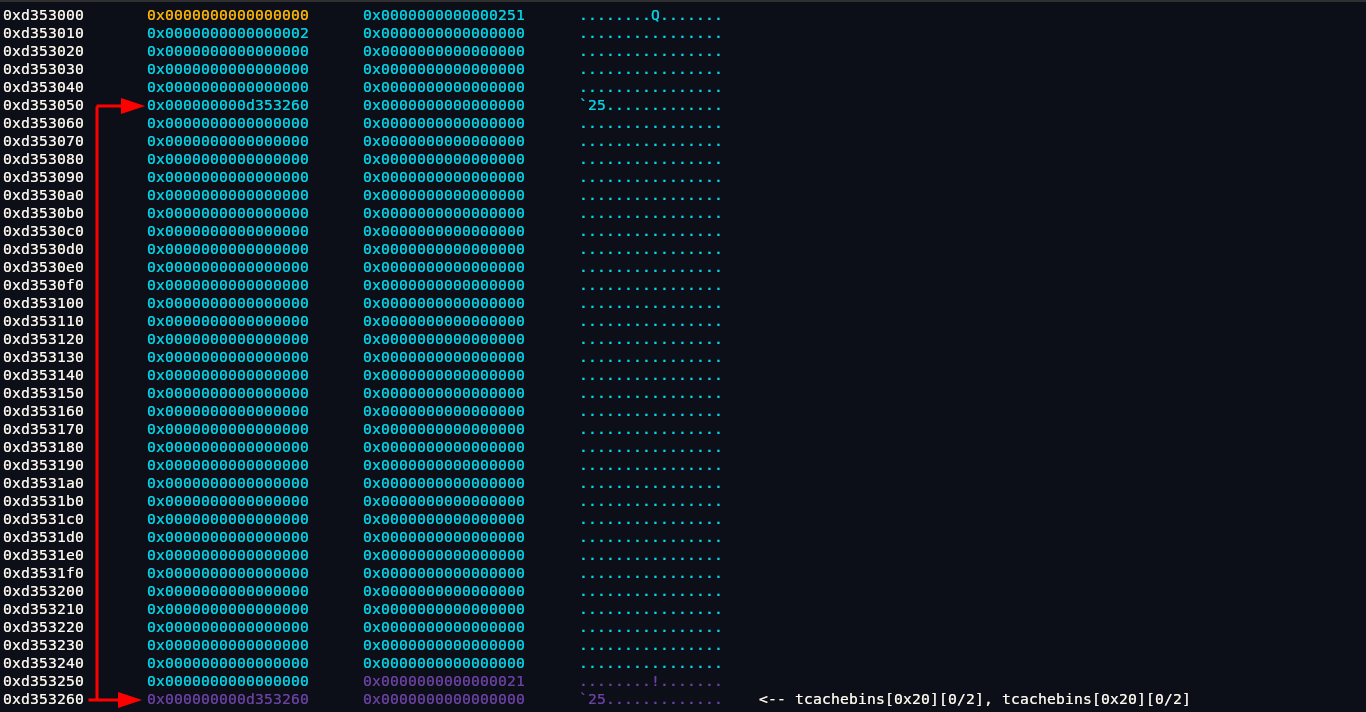 0xd353000 0x0000000000000000 0x0000000000000251 ........Q.......
0xd353010 0x0000000000000002 0x0000000000000000 ................
0xd353020 0x0000000000000000 0x0000000000000000 ................
0xd353030 0x0000000000000000 0x0000000000000000 ................
0xd353040 0x0000000000000000 0x0000000000000000 ................
0xd353050 0x000000000d353260 0x0000000000000000 `25.............
0xd353060 0x0000000000000000 0x0000000000000000 ................
0xd353070 0x0000000000000000 0x0000000000000000 ................
0xd353080 0x0000000000000000 0x0000000000000000 ................
0xd353090 0x0000000000000000 0x0000000000000000 ................
0xd3530a0 0x0000000000000000 0x0000000000000000 ................
0xd3530b0 0x0000000000000000 0x0000000000000000 ................
0xd3530c0 0x0000000000000000 0x0000000000000000 ................
0xd3530d0 0x0000000000000000 0x0000000000000000 ................
0xd3530e0 0x0000000000000000 0x0000000000000000 ................
0xd3530f0 0x0000000000000000 0x0000000000000000 ................
0xd353100 0x0000000000000000 0x0000000000000000 ................
0xd353110 0x0000000000000000 0x0000000000000000 ................
0xd353120 0x0000000000000000 0x0000000000000000 ................
0xd353130 0x0000000000000000 0x0000000000000000 ................
0xd353140 0x0000000000000000 0x0000000000000000 ................
0xd353150 0x0000000000000000 0x0000000000000000 ................
0xd353160 0x0000000000000000 0x0000000000000000 ................
0xd353170 0x0000000000000000 0x0000000000000000 ................
0xd353180 0x0000000000000000 0x0000000000000000 ................
0xd353190 0x0000000000000000 0x0000000000000000 ................
0xd3531a0 0x0000000000000000 0x0000000000000000 ................
0xd3531b0 0x0000000000000000 0x0000000000000000 ................
0xd3531c0 0x0000000000000000 0x0000000000000000 ................
0xd3531d0 0x0000000000000000 0x0000000000000000 ................
0xd3531e0 0x0000000000000000 0x0000000000000000 ................
0xd3531f0 0x0000000000000000 0x0000000000000000 ................
0xd353200 0x0000000000000000 0x0000000000000000 ................
0xd353210 0x0000000000000000 0x0000000000000000 ................
0xd353220 0x0000000000000000 0x0000000000000000 ................
0xd353230 0x0000000000000000 0x0000000000000000 ................
0xd353240 0x0000000000000000 0x0000000000000000 ................
0xd353250 0x0000000000000000 0x0000000000000021 ........!.......
0xd353260 0x000000000d353260 0x0000000000000000 `25............. <-- tcachebins[0x20][0/2], tcachebins[0x20][0/2]